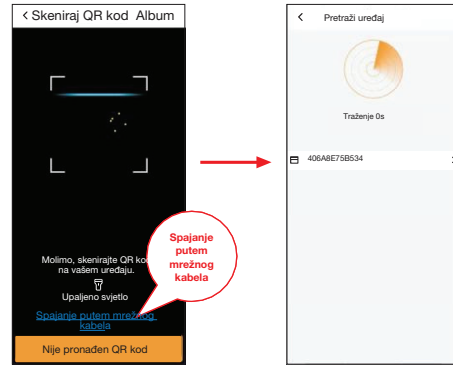 Skeniraj QR kod Album
Molimo, skenirajte QR ko
na vašem uređaju.
Upaljeno svjetlo
Spajanje putem mrežnog
kabela
Nije pronađen QR kod
Spajanje
putem
mrežnog
kabela
Pretraži uređaj
Traženje 0s
406A8E75B534